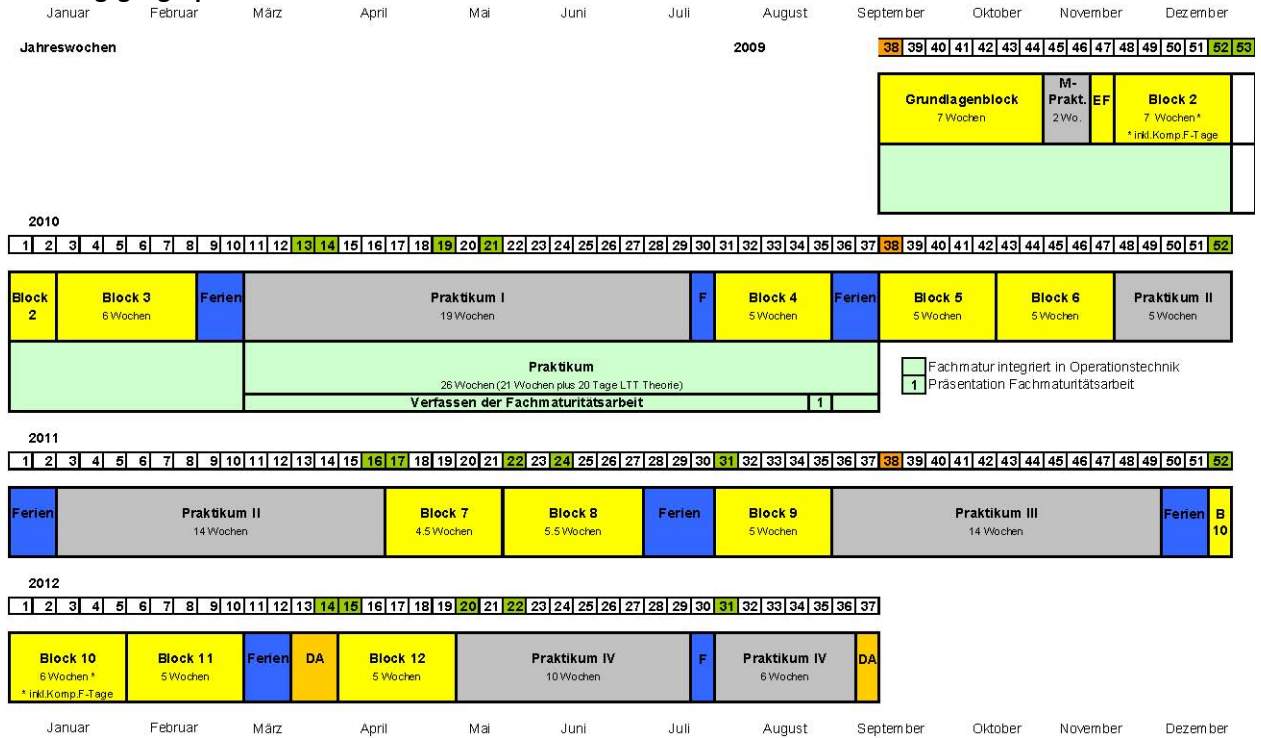 Januar Februar März April Mai Juni Juli August September Oktober November Dezember
Jahreswochen 2009 38 39 40 41 42 43 44 45 46 47 48 49 50 51 52 53
Grundlagenblock
7 Wochen
M-
Prakt.
2 Wo.
EF
Block 2
7 Wochen *
* inkl.Komp.F-Tage
2010
1 2 3 4 5 6 7 8 9 10 11 12 13 14 15 16 17 18 19 20 21 22 23 24 25 26 27 28 29 30 31 32 33 34 35 36 37 38 39 40 41 42 43 44 45 46 47 48 49 50 51 52
Block
2
Block 3
6 Wochen
Ferien
Praktikum I
19 Wochen
F
Block 4
5 Wochen
Ferien
Block 5
5 Wochen
Block 6
5 Wochen
Praktikum II
5 Wochen
Praktikum
26 Wochen (21 Wochen plus 20 Tage LTT Theorie)
Verfassen der Fachmaturitätsarbeit 1
Fachmatur integriert in Operationstechnik
1 Präsentation Fachmaturitätsarbeit
2011
1 2 3 4 5 6 7 8 9 10 11 12 13 14 15 16 17 18 19 20 21 22 23 24 25 26 27 28 29 30 31 32 33 34 35 36 37 38 39 40 41 42 43 44 45 46 47 48 49 50 51 52
Ferien
Praktikum II
14 Wochen
Block 7
4.5 Wochen
Block 8
5.5 Wochen
Ferien
Block 9
5 Wochen
Praktikum III
14 Wochen
Ferien
B
10
2012
1 2 3 4 5 6 7 8 9 10 11 12 13 14 15 16 17 18 19 20 21 22 23 24 25 26 27 28 29 30 31 32 33 34 35 36 37
Block 10
6 Wochen *
* inkl.Komp.F-Tage
Block 11
5 Wochen
Ferien
DA
Block 12
5 Wochen
Praktikum IV
10 Wochen
F
Praktikum IV
6 Wochen
DA
Januar Februar März April Mai Juni Juli August September Oktober November Dezember